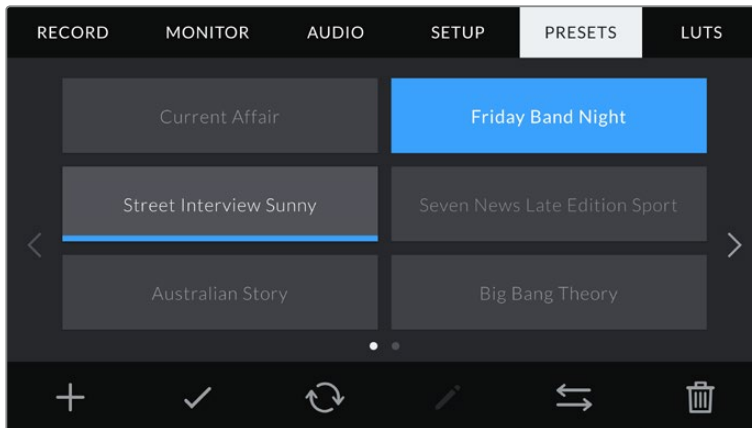 RECORD MONITOR AUDIO SETUP PRESETS LUTS
Current Affair Friday Band Night
Street Interview Sunny Seven News Late Edition Sport
Australian Story Big Bang Theory